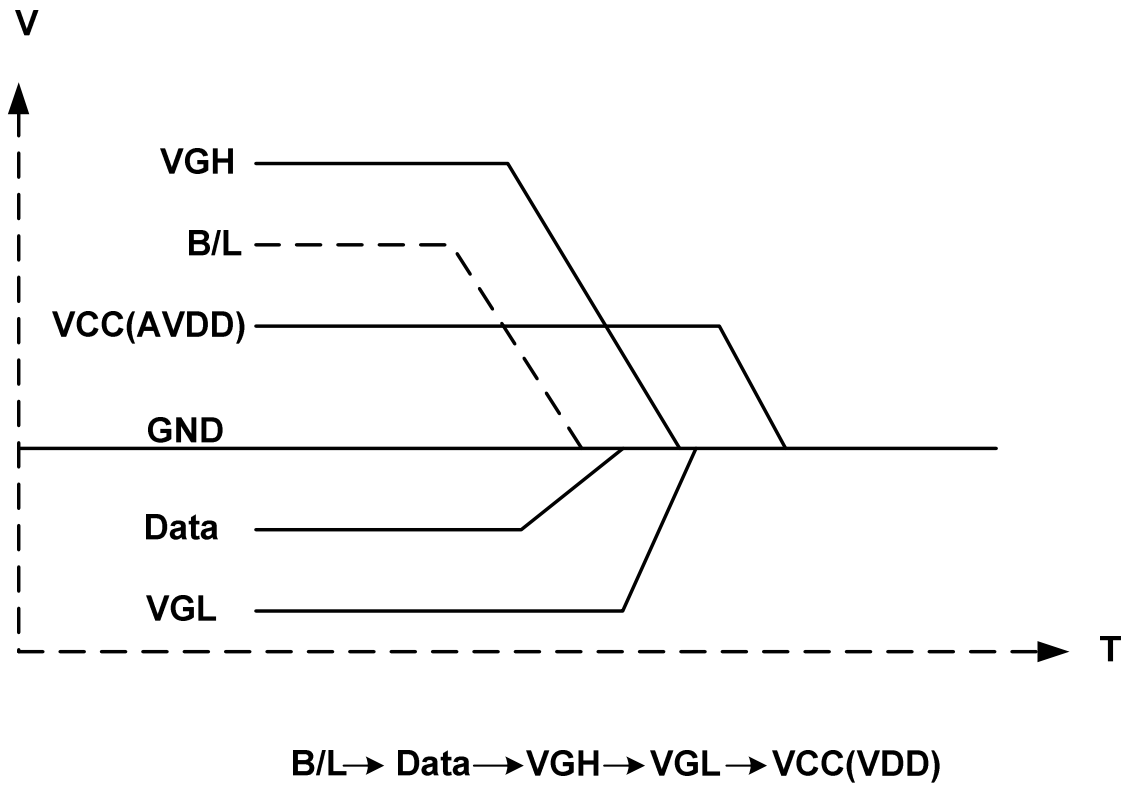 V
VGH
B/L
VCC(AVDD)
GND
Data
VGL
T
B/L→ Data→VGH→VGL→VCC(VDD)